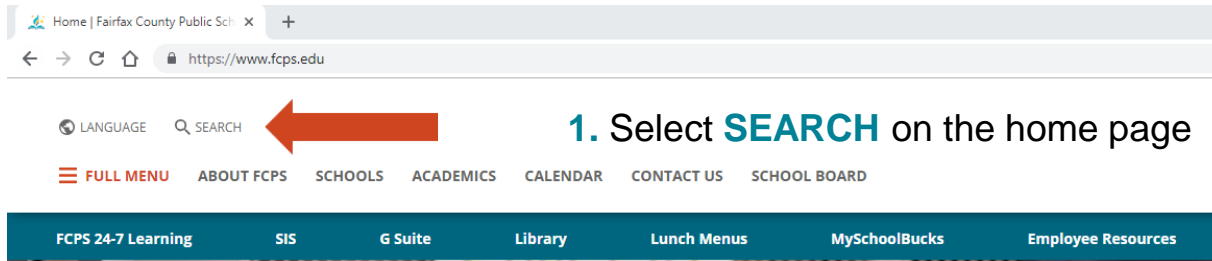 Home | Fairfax County Public Sch
https://www.fcps.edu
LANGUAGE SEARCH
1. Select SEARCH on the home page
FULL MENU ABOUT FCPS SCHOOLS ACADEMICS CALENDAR CONTACT US SCHOOL BOARD
FCPS 24-7 Learning SIS G Suite Library Lunch Menus MySchoolBucks Employee Resources